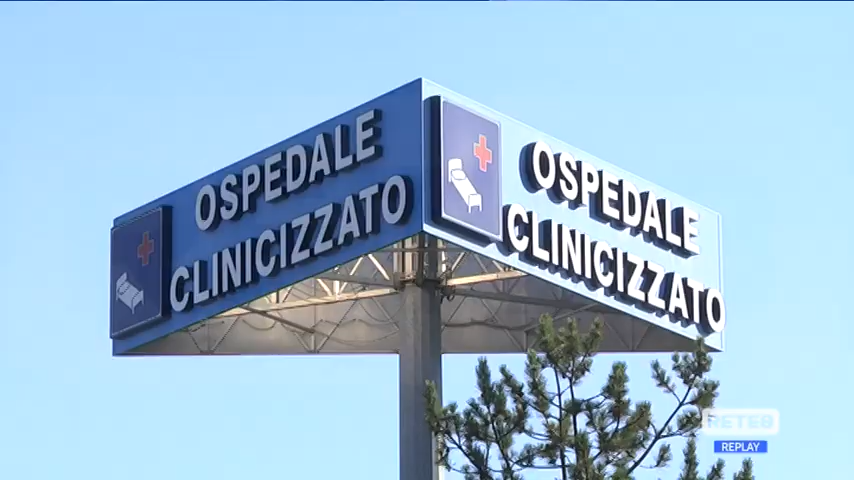 OSPEDALE
CLINICIZZATO
OSPEDALE
CLINICIZZATO
RETE8
REPLAY